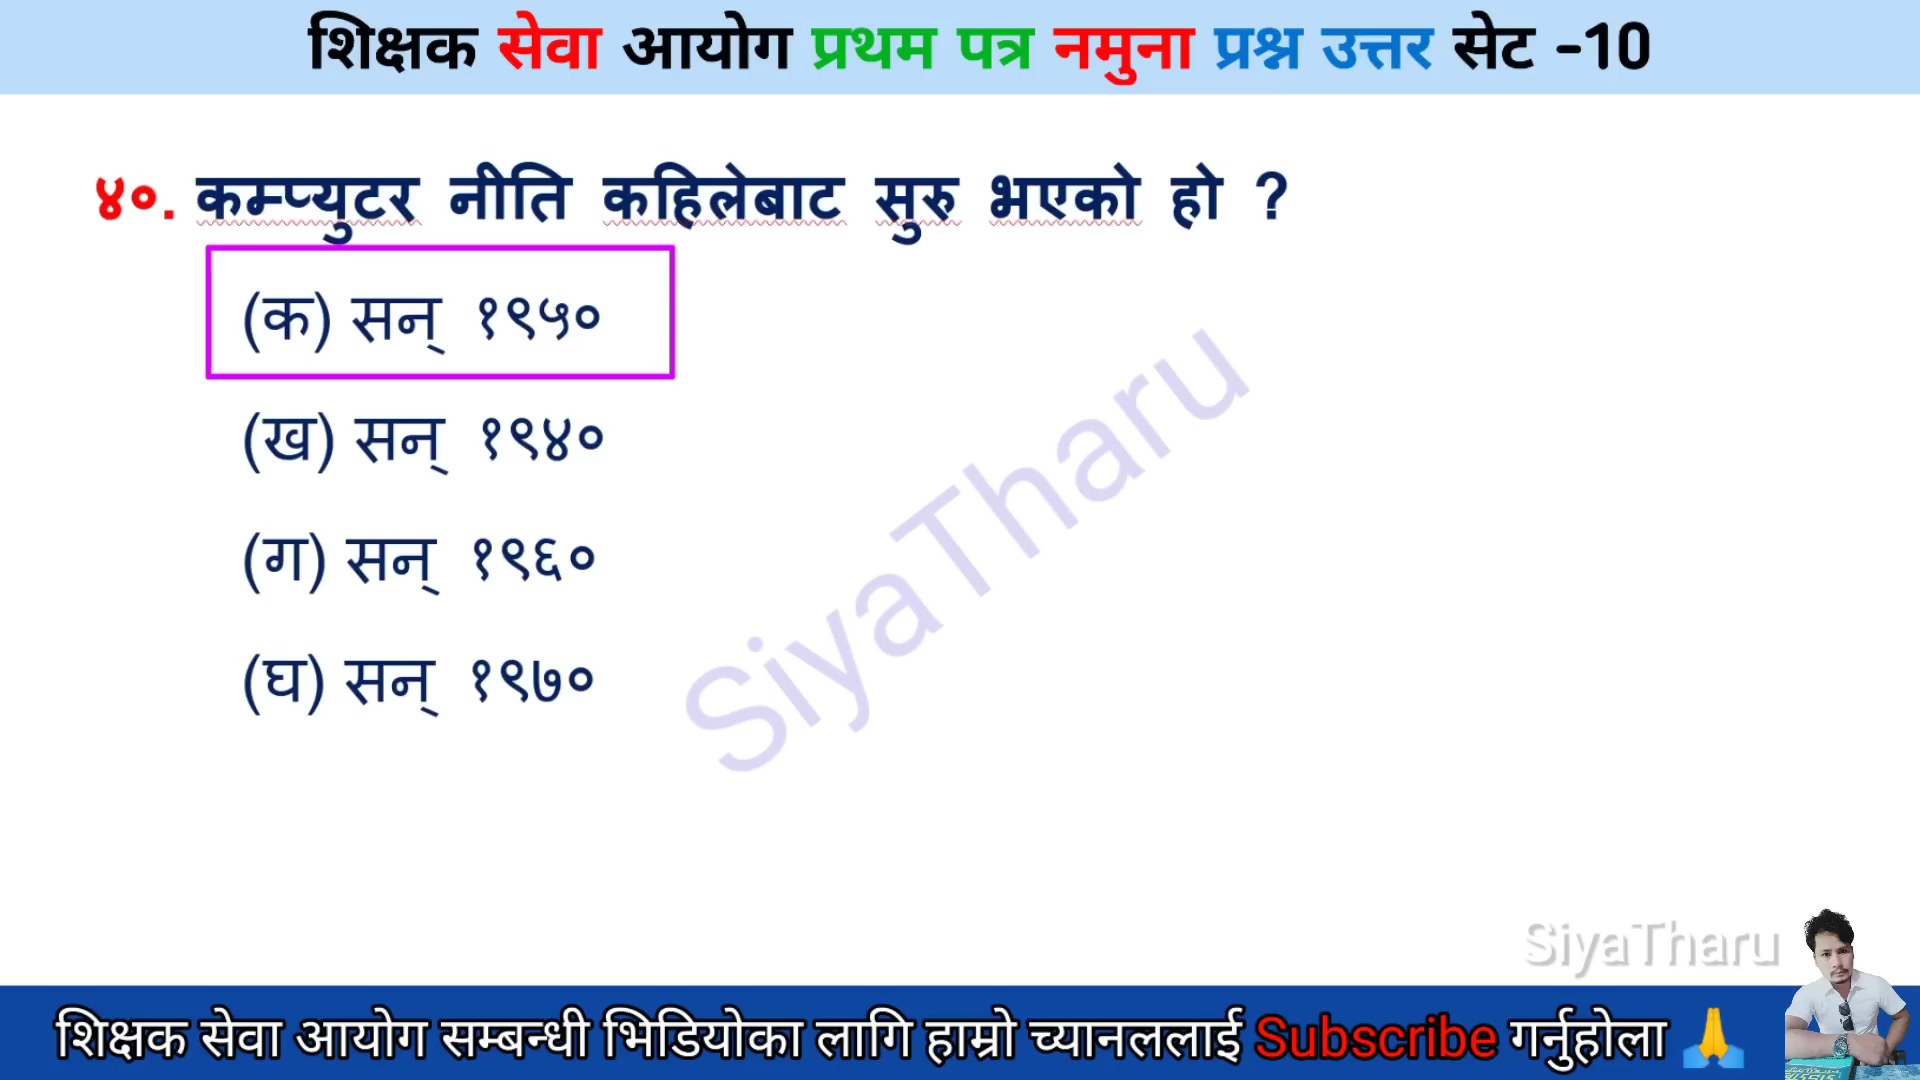 शिक्षक सेवा आयोग प्रथम पत्र नमुना प्रश्न उत्तर सेट -10
४०. कम्प्युटर नीति कहिलेबाट सुरु भएको हो ?
(क) सन् १९५०
(ख) सन् १९४०
(ग) सन् १९६०
(घ) सन् १९७०
SiyaTharu
SiyaTharu
शिक्षक सेवा आयोग सम्बन्धी भिडियोका लागि हाम्रो च्यानललाई Subscribe गर्नुहोला 🙏